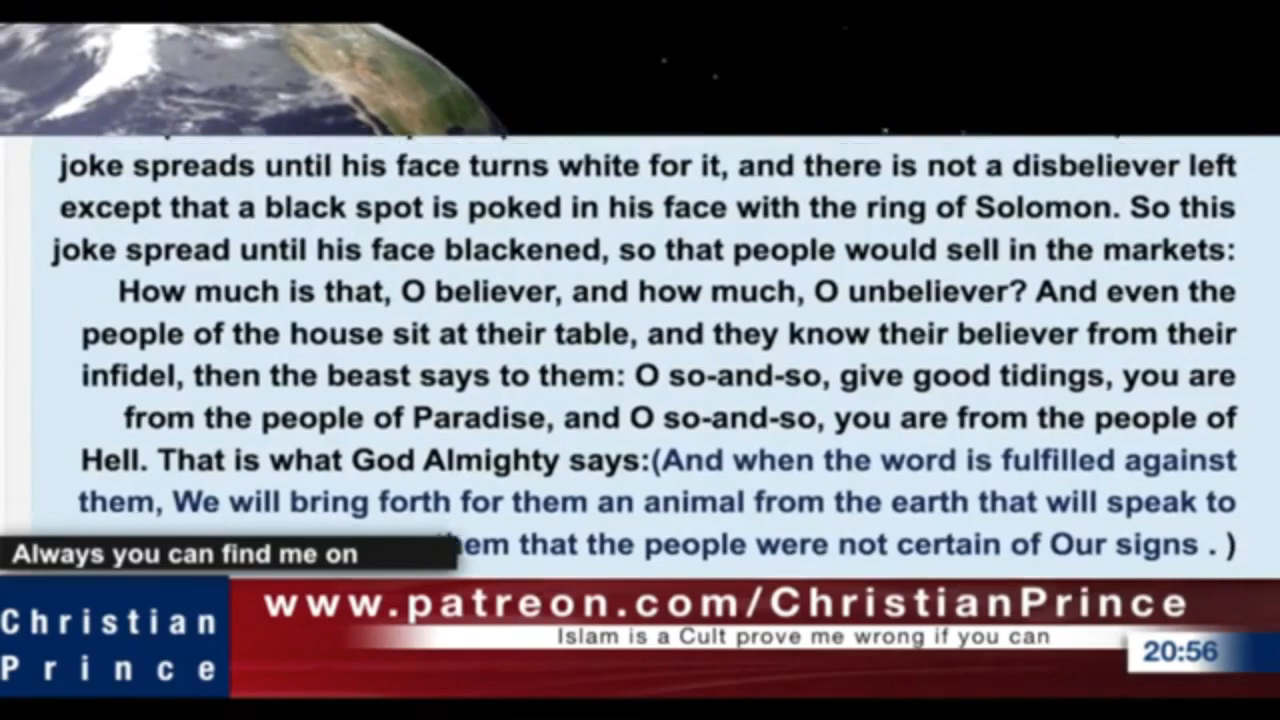 joke spreads until his face turns white for it, and there is not a disbeliever left
except that a black spot is poked in his face with the ring of Solomon. So this
joke spread until his face blackened, so that people would sell in the markets:
How much is that, O believer, and how much, O unbeliever? And even the
people of the house sit at their table, and they know their believer from their
infidel, then the beast says to them: O so-and-so, give good tidings, you are
from the people of Paradise, and O so-and-so, you are from the people of
Hell. That is what God Almighty says:(And when the word is fulfilled against
them, We will bring forth for them an animal from the earth that will speak to
that the people were not certain of Our signs . )
Always you can find me on
www.patreon.com/ChristianPrince
Christian
Prince
Islam is a Cult prove me wrong if you can
20:56